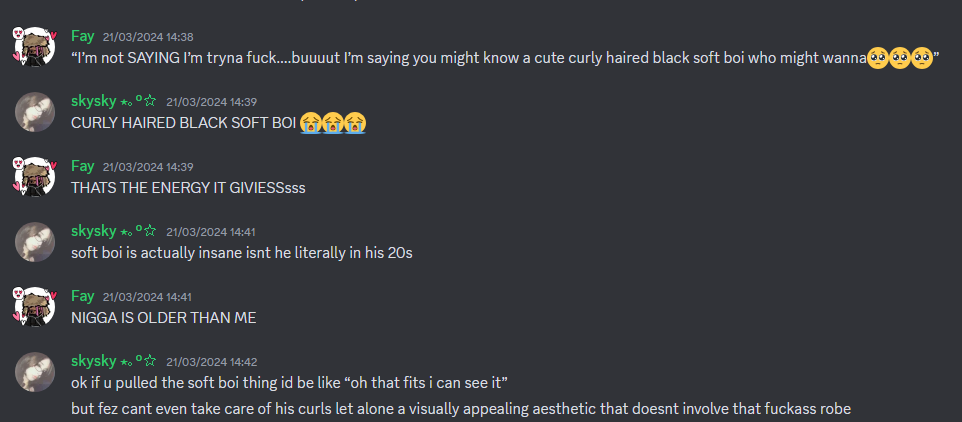 Fay 21/03/2024 14:38
“I’m not SAYING I’m tryna fuck....buuuut I’m saying you might know a cute curly haired black soft boi who might wanna🥺🥺🥺”
skysky ⋆｡°☆ 21/03/2024 14:39
CURLY HAIRED BLACK SOFT BOI 😭😭😭
Fay 21/03/2024 14:39
THATS THE ENERGY IT GIVIESSsss
skysky ⋆｡°☆ 21/03/2024 14:41
soft boi is actually insane isnt he literally in his 20s
Fay 21/03/2024 14:41
NIGGA IS OLDER THAN ME
skysky ⋆｡°☆ 21/03/2024 14:42
ok if u pulled the soft boi thing id be like “oh that fits i can see it”
but fez cant even take care of his curls let alone a visually appealing aesthetic that doesnt involve that fuckass robe